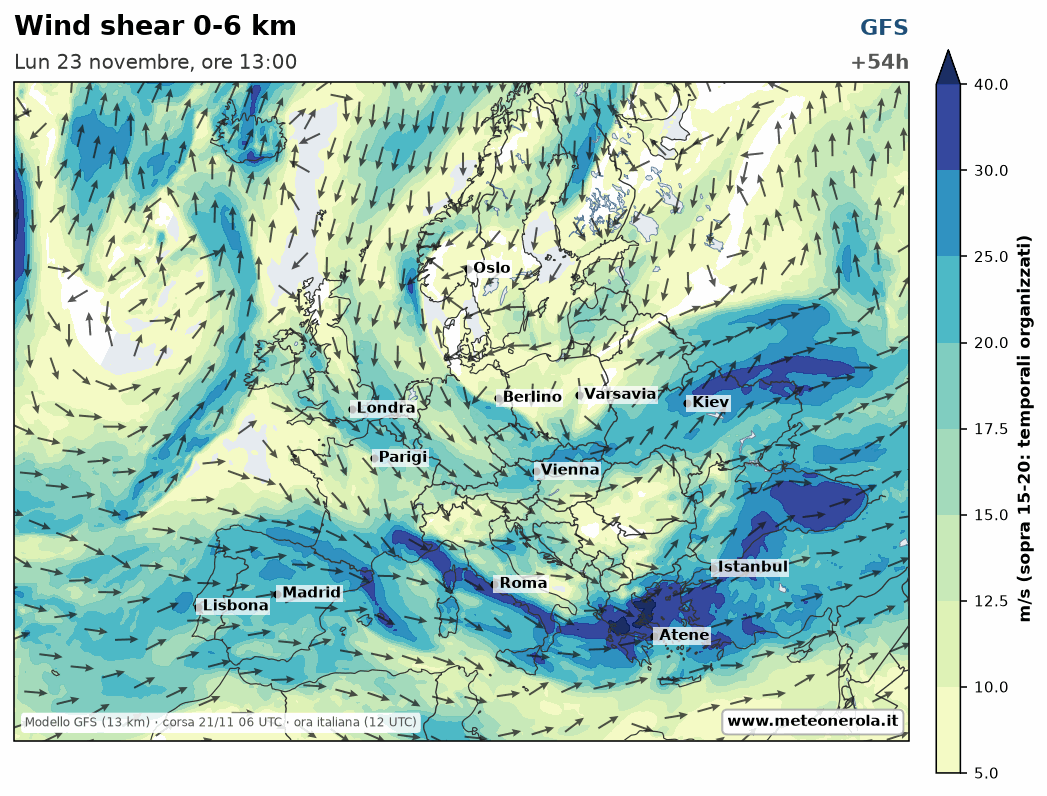 Wind shear 0-6 km
GFS
Lun 23 novembre, ore 13:00
+54h
40.0
30.0
25.0
20.0
17.5
15.0
12.5
10.0
5.0
m/s (sopra 15-20: temporali organizzati)
Oslo
Berlino
Varsavia
Kiev
Londra
Parigi
Vienna
Istanbul
Roma
Madrid
Lisbona
Atene
Modello GFS (13 km) · corsa 21/11 06 UTC · ora italiana (12 UTC)
www.meteonerola.it